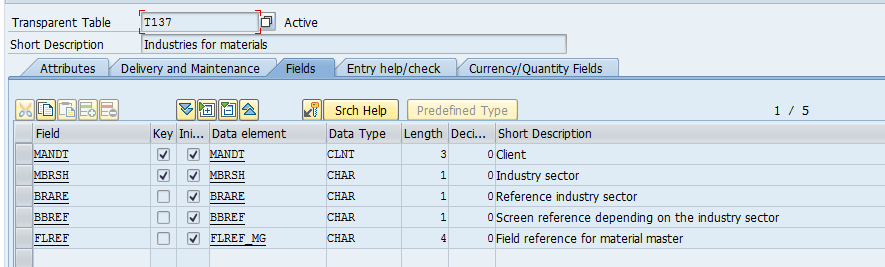 Transparent Table T137 Active
Short Description Industries for materials
Attributes Delivery and Maintenance Fields Entry help/check Currency/Quantity Fields
Srch Help Predefined Type 1 / 5
Field Key Ini... Data element Data Type Length Deci... Short Description
MANDT MANDT CLNT 3 0 Client
MBRSH MBRSH CHAR 1 0 Industry sector
BRARE BRARE CHAR 1 0 Reference industry sector
BBREF BBREF CHAR 1 0 Screen reference depending on the industry sector
FLREF FLREF_MG CHAR 4 0 Field reference for material master